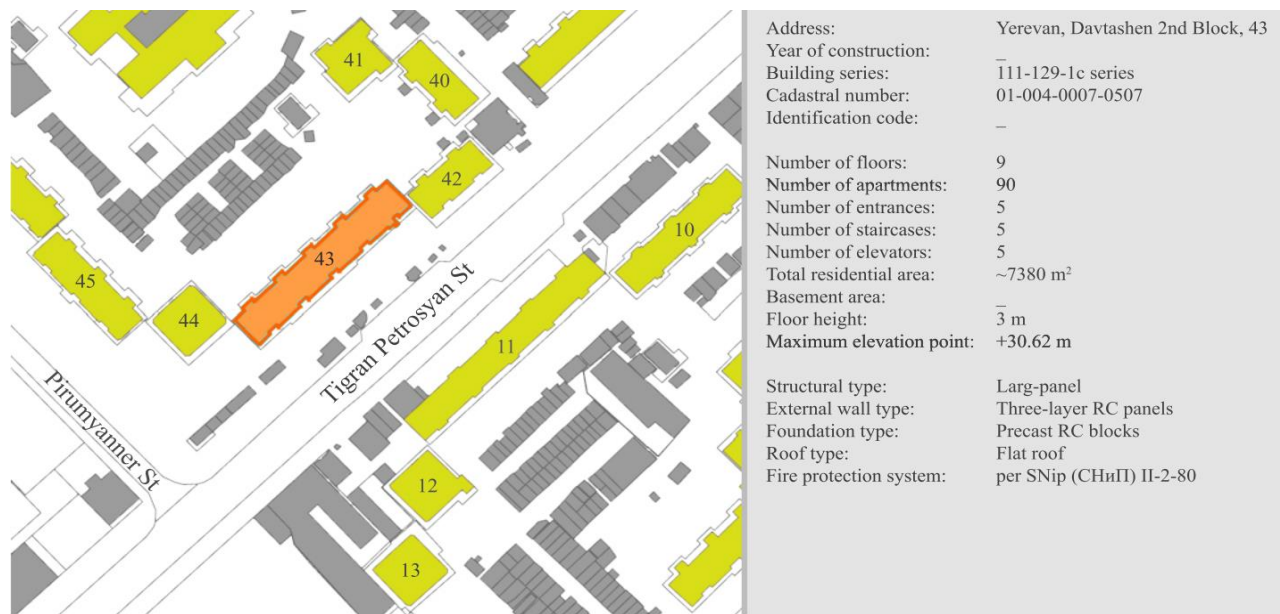 41
40
42
43
10
45
44
11
12
13
Tigran Petrosyan St
Pirumyanner St
Address: Yerevan, Davtashen 2nd Block, 43
Year of construction: _
Building series: 111-129-1c series
Cadastral number: 01-004-0007-0507
Identification code: _
Number of floors: 9
Number of apartments: 90
Number of entrances: 5
Number of staircases: 5
Number of elevators: 5
Total residential area: ~7380 m²
Basement area: _
Floor height: 3 m
Maximum elevation point: +30.62 m
Structural type: Larg-panel
External wall type: Three-layer RC panels
Foundation type: Precast RC blocks
Roof type: Flat roof
Fire protection system: per SNip (СНиП) II-2-80